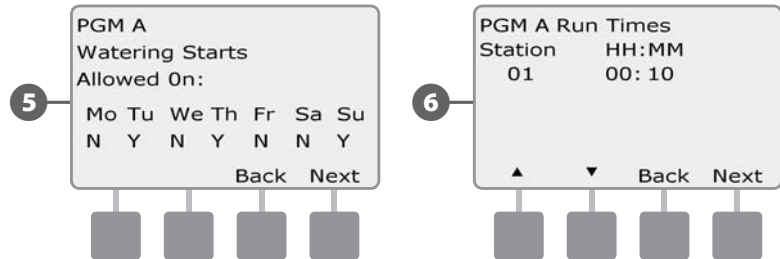 5
PGM A
Watering Starts
Allowed 0n:
Mo Tu We Th Fr Sa Su
N Y N Y N N Y
Back Next
6
PGM A Run Times
Station HH:MM
01 00:10
▲ ▼ Back Next